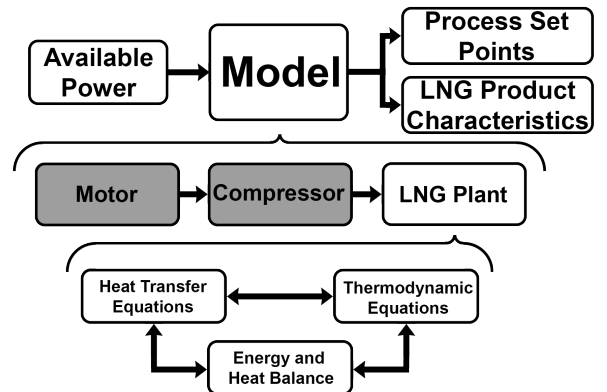 Available
Power
Model
Process Set
Points
LNG Product
Characteristics
Motor
Compressor
LNG Plant
Heat Transfer
Equations
Thermodynamic
Equations
Energy and
Heat Balance